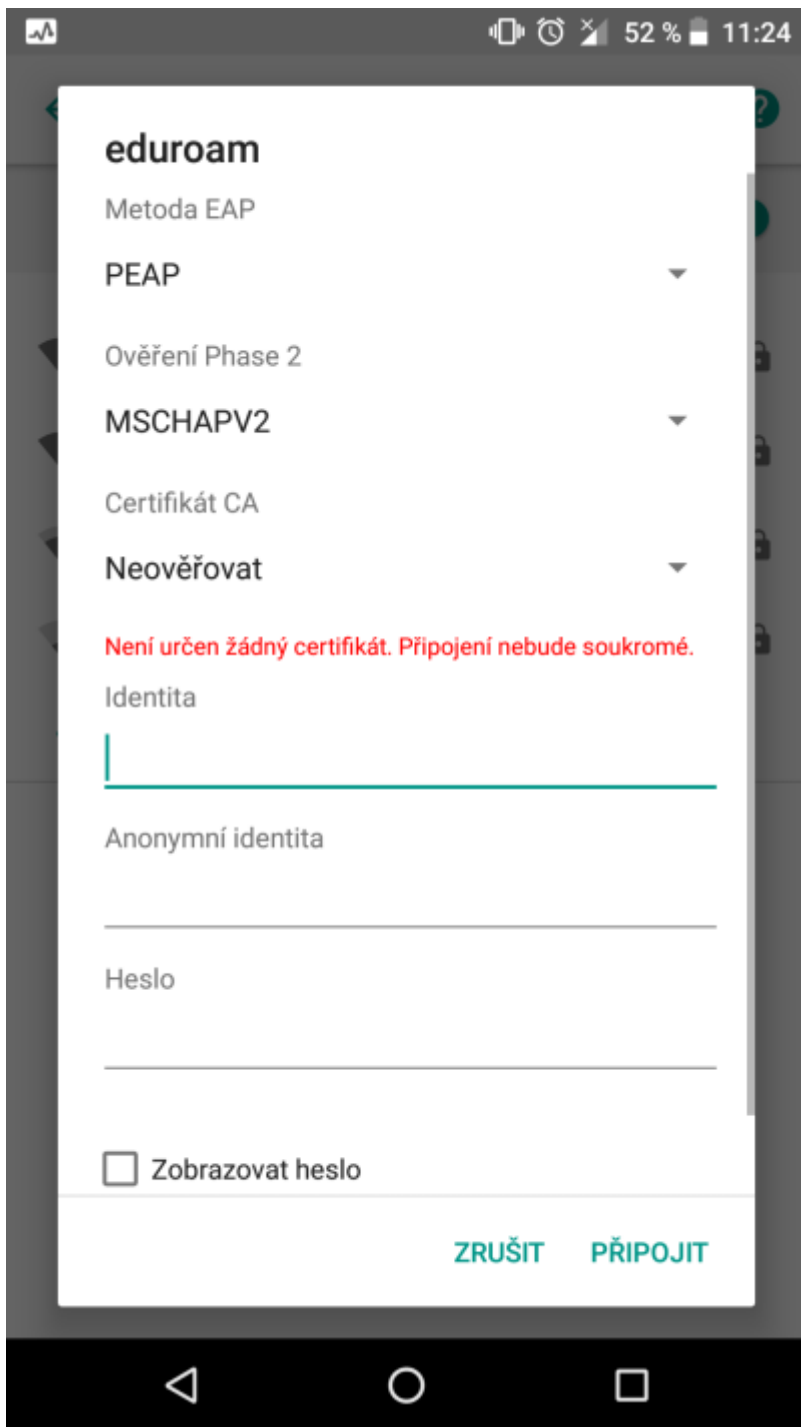 52 % 11:24
eduroam
Metoda EAP
PEAP
Ověření Phase 2
MSCHAPV2
Certifikát CA
Neověřovat
Není určen žádný certifikát. Připojení nebude soukromé.
Identita
Anonymní identita
Heslo
Zobrazovat heslo
ZRUŠIT PŘIPOJIT